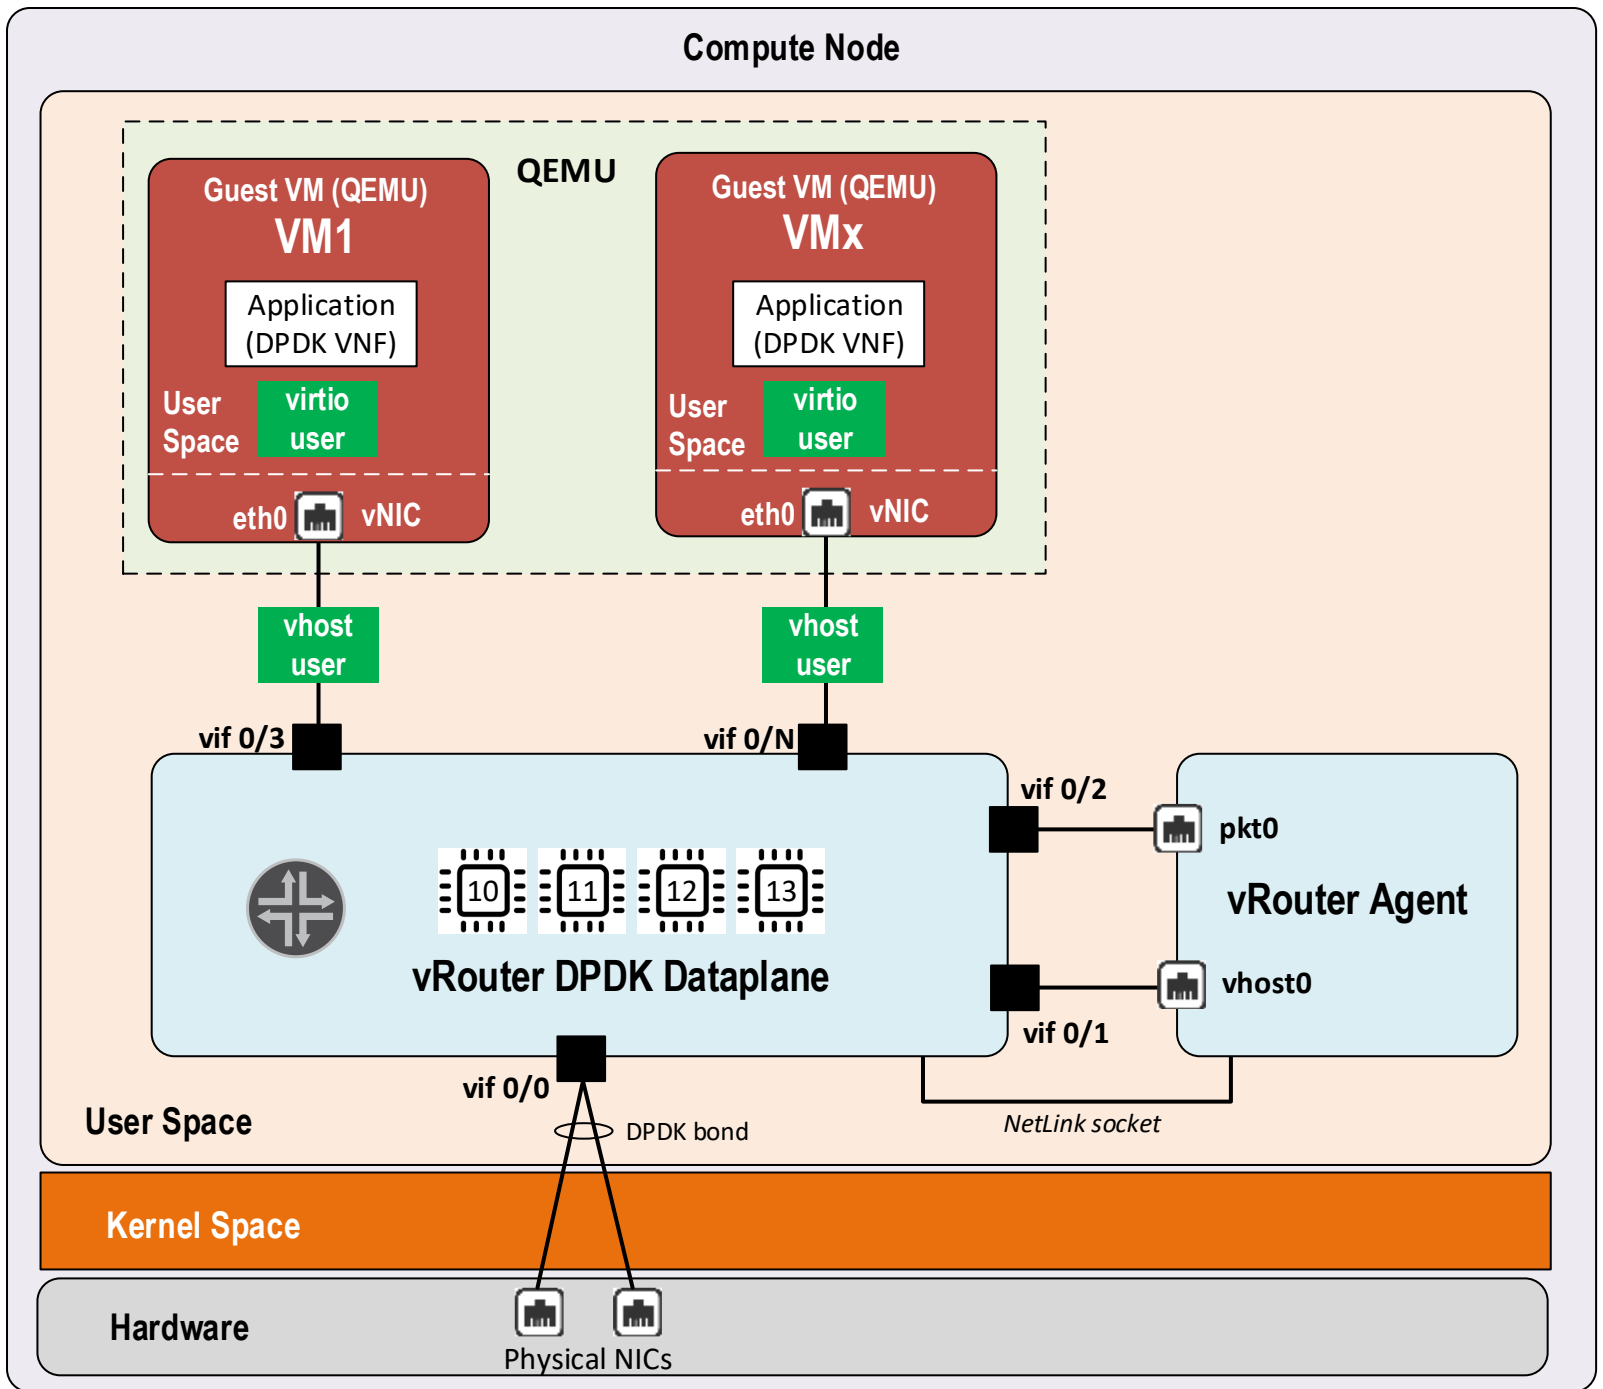 Compute Node
QEMU
Guest VM (QEMU)
VM1
Application
(DPDK VNF)
User
Space
virtio
user
eth0
vNIC
Guest VM (QEMU)
VMx
Application
(DPDK VNF)
User
Space
virtio
user
eth0
vNIC
vhost
user
vhost
user
vif 0/3
vif 0/N
vif 0/2
pkt0
10
11
12
13
vRouter Agent
vRouter DPDK Dataplane
vhost0
vif 0/1
vif 0/0
User Space
DPDK bond
NetLink socket
Kernel Space
Hardware
Physical NICs